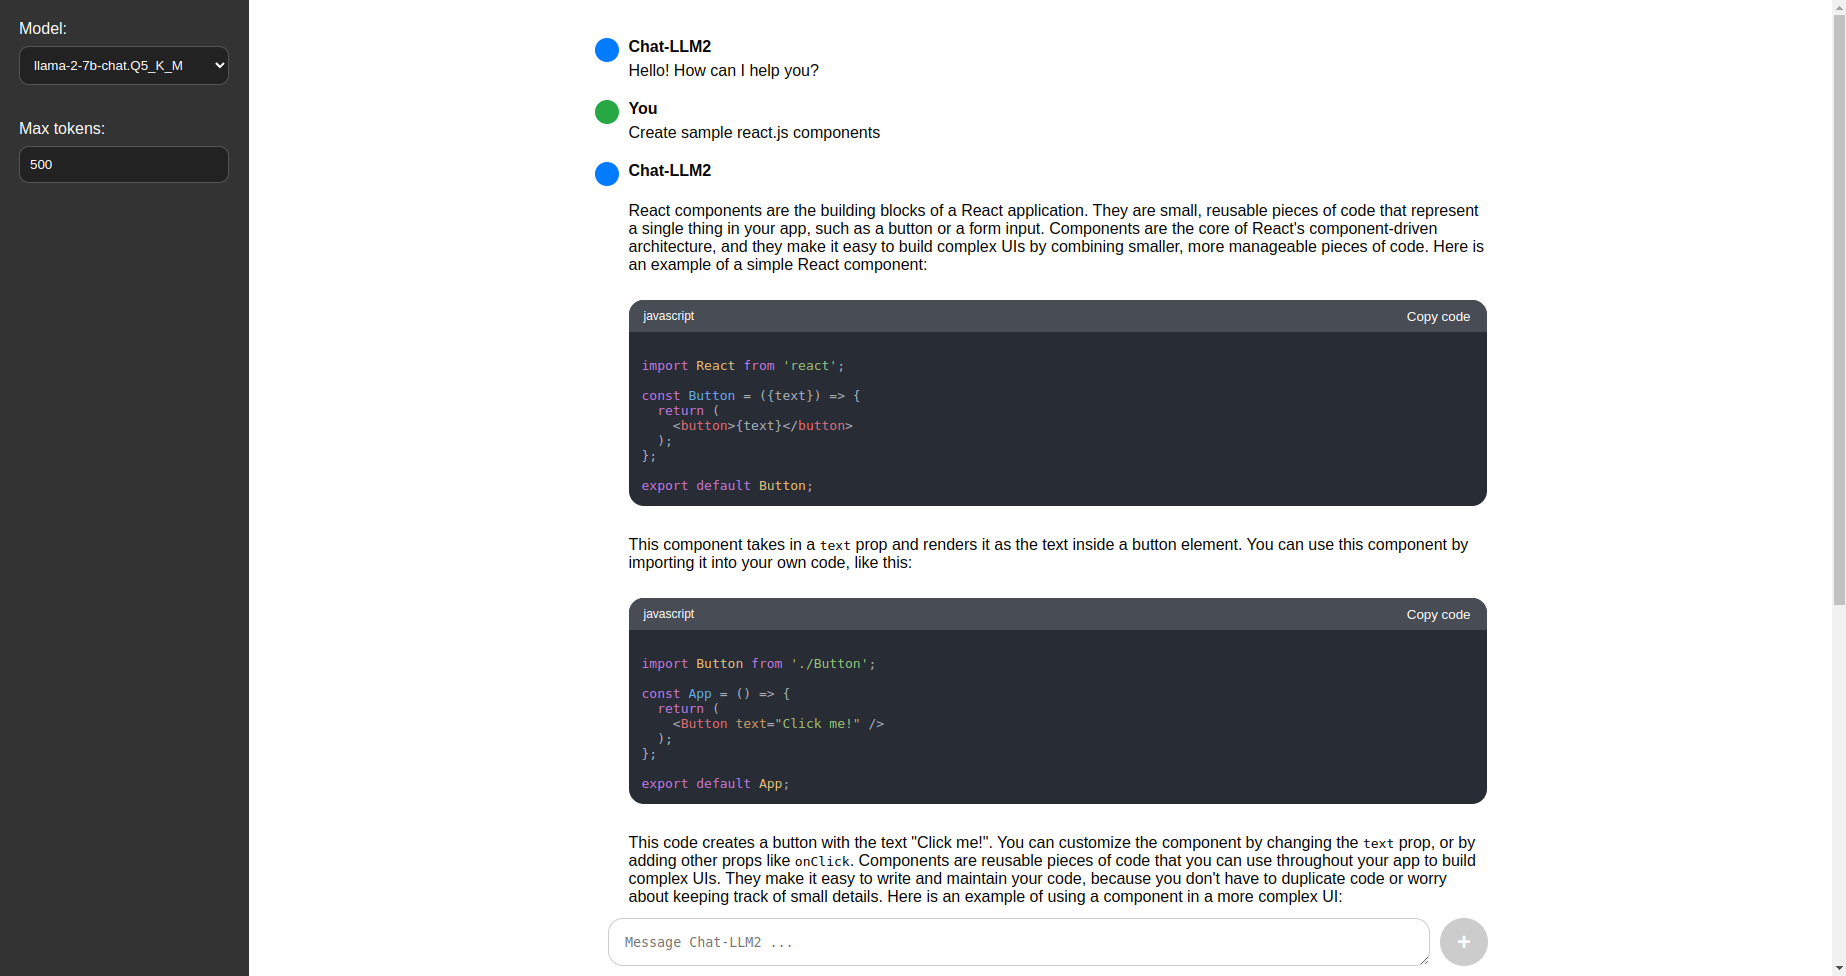 Model:
llama-2-7b-chat.Q5_K_M
Max tokens:
500
Chat-LLM2
Hello! How can I help you?
You
Create sample react.js components
Chat-LLM2
React components are the building blocks of a React application. They are small, reusable pieces of code that represent
a single thing in your app, such as a button or a form input. Components are the core of React's component-driven
architecture, and they make it easy to build complex UIs by combining smaller, more manageable pieces of code. Here is
an example of a simple React component:
javascript Copy code
import React from 'react';
const Button = ({text}) => {
  return (
    <button>{text}</button>
  );
};
export default Button;
This component takes in a text prop and renders it as the text inside a button element. You can use this component by
importing it into your own code, like this:
javascript Copy code
import Button from './Button';
const App = () => {
  return (
    <Button text="Click me!" />
  );
};
export default App;
This code creates a button with the text "Click me!". You can customize the component by changing the text prop, or by
adding other props like onClick. Components are reusable pieces of code that you can use throughout your app to build
complex UIs. They make it easy to write and maintain your code, because you don't have to duplicate code or worry
about keeping track of small details. Here is an example of using a component in a more complex UI:
Message Chat-LLM2 ...
+